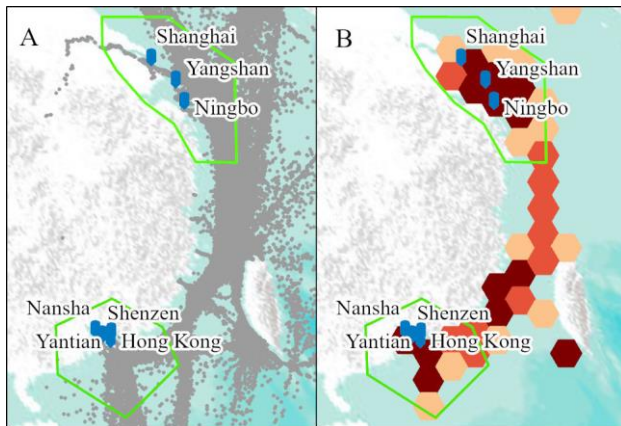 A
Shanghai
Yangshan
Ningbo
Nansha Shenzen
Yantian Hong Kong
B
Shanghai
Yangshan
Ningbo
Nansha Shenzen
Yantian Hong Kong